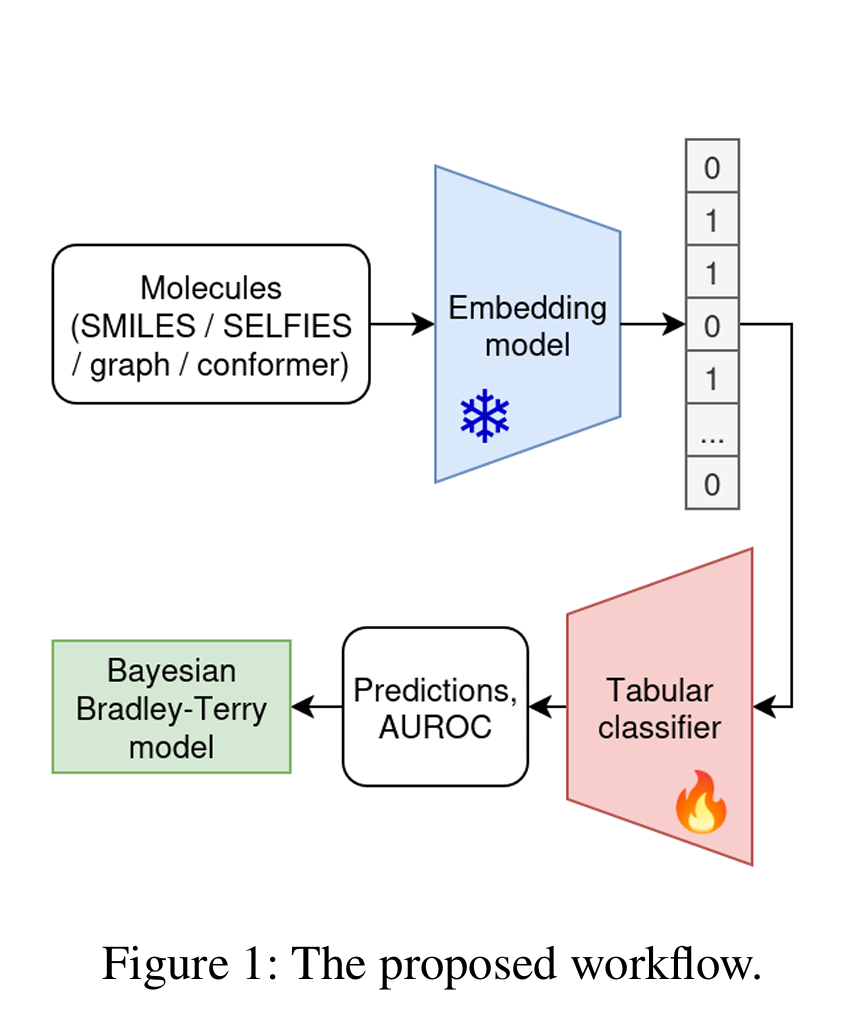 Molecules
(SMILES / SELFIES
/ graph / conformer)
Embedding
model
0
1
1
0
1
...
0
Tabular
classifier
Predictions,
AUROC
Bayesian
Bradley-Terry
model
Figure 1: The proposed workflow.